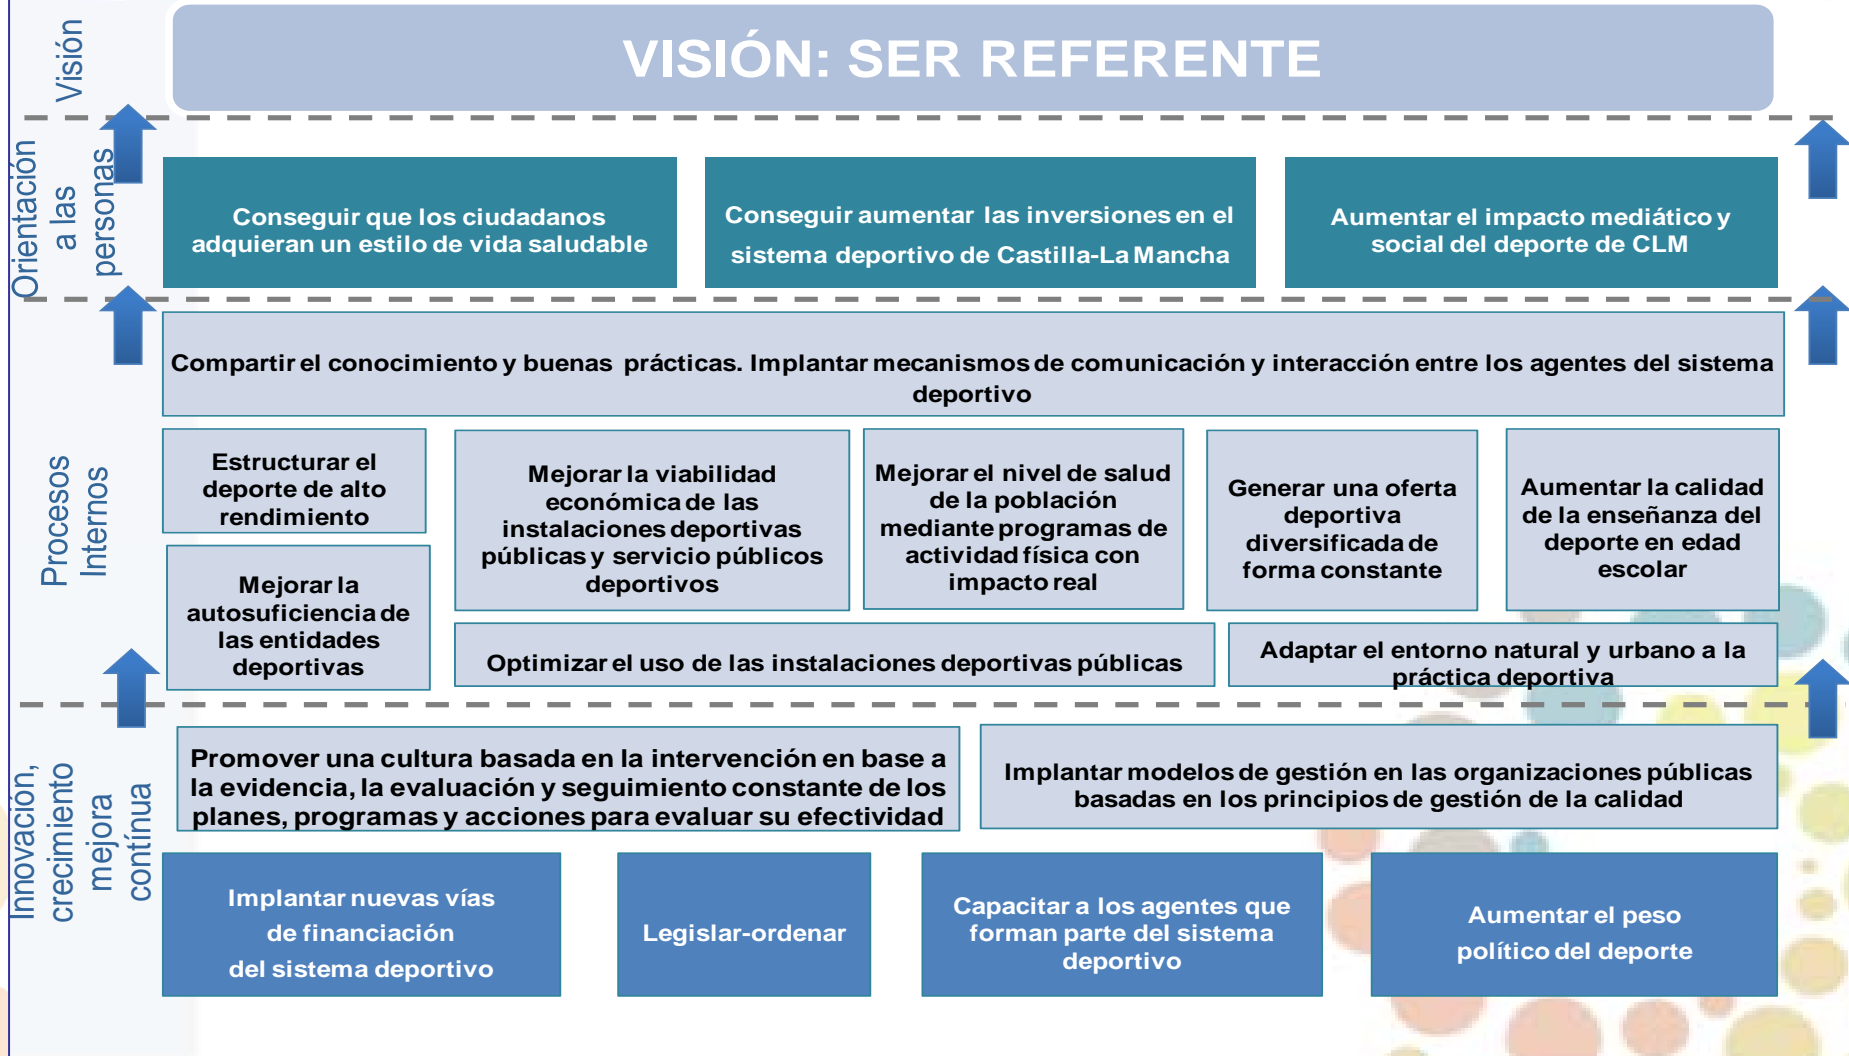 Visión
VISIÓN: SER REFERENTE
Orientación
a las
personas
Conseguir que los ciudadanos
adquieran un estilo de vida saludable
Conseguir aumentar las inversiones en el
sistema deportivo de Castilla-La Mancha
Aumentar el impacto mediático y
social del deporte de CLM
Procesos
Internos
Compartir el conocimiento y buenas prácticas. Implantar mecanismos de comunicación y interacción entre los agentes del sistema
deportivo
Estructurar el
deporte de alto
rendimiento
Mejorar la
autosuficiencia de
las entidades
deportivas
Mejorar la viabilidad
económica de las
instalaciones deportivas
públicas y servicio públicos
deportivos
Mejorar el nivel de salud
de la población
mediante programas de
actividad física con
impacto real
Generar una oferta
deportiva
diversificada de
forma constante
Aumentar la calidad
de la enseñanza del
deporte en edad
escolar
Optimizar el uso de las instalaciones deportivas públicas
Adaptar el entorno natural y urbano a la
práctica deportiva
Innovación,
crecimiento
mejora
contínua
Promover una cultura basada en la intervención en base a
la evidencia, la evaluación y seguimiento constante de los
planes, programas y acciones para evaluar su efectividad
Implantar modelos de gestión en las organizaciones públicas
basadas en los principios de gestión de la calidad
Implantar nuevas vías
de financiación
del sistema deportivo
Legislar-ordenar
Capacitar a los agentes que
forman parte del sistema
deportivo
Aumentar el peso
político del deporte